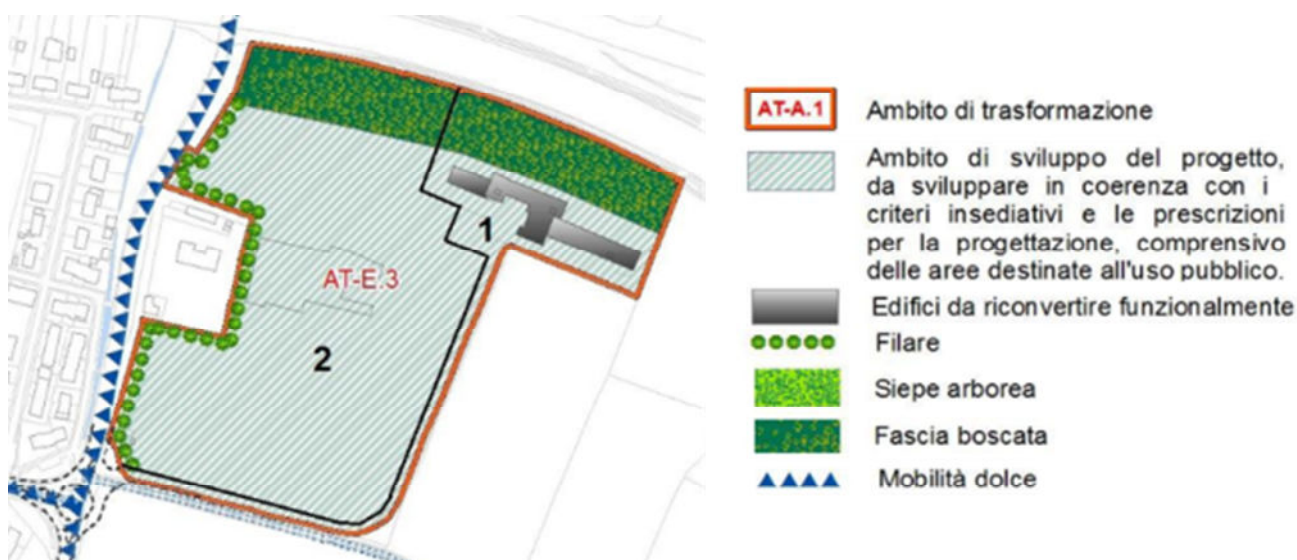 1
AT-E.3
2
AT-A.1 Ambito di trasformazione
Ambito di sviluppo del progetto,
da sviluppare in coerenza con i
criteri insediativi e le prescrizioni
per la progettazione, comprensivo
delle aree destinate all'uso pubblico.
Edifici da riconvertire funzionalmente
Filare
Siepe arborea
Fascia boscata
Mobilità dolce